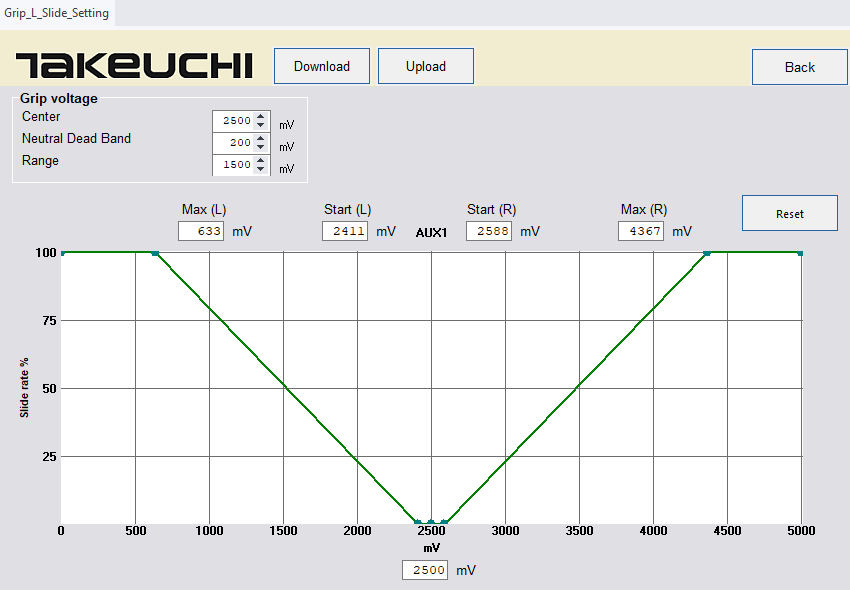 Grip_L_Slide_Setting
TAKEUCHI
Download
Upload
Back
Grip voltage
Center 2500 mV
Neutral Dead Band 200 mV
Range 1500 mV
Max (L) Start (L) Start (R) Max (R)
633 mV 2411 mV AUX1 2588 mV 4367 mV
Reset
100
75
50
25
Slide rate %
0 500 1000 1500 2000 2500 3000 3500 4000 4500 5000
mV
2500 mV